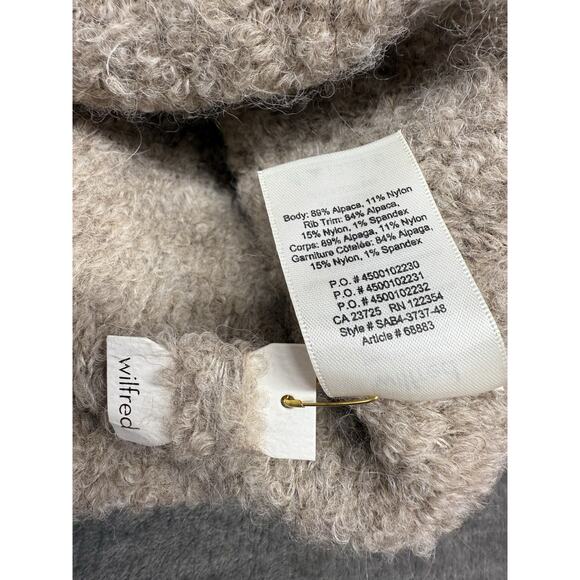 Body: 89% Alpaca, 11% Nylon
Rib Trim: 84% Alpaca,
15% Nylon, 1% Spandex
Corps: 89% Alpaga, 11% Nylon
Garniture Côtelée: 84% Alpaga,
15% Nylon, 1% Spandex
P.O. # 4500102230
P.O. # 4500102231
P.O. # 4500102232
CA 23725 RN 122354
Style # SAB4-3737-48
Article # 68883
wilfred